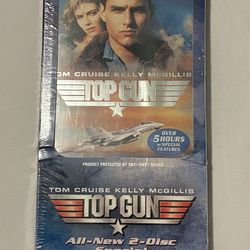 TOM CRUISE KELLY McGILLIS
TOP GUN
OVER
5 HOURS
OF SPECIAL
FEATURES
PRODUCT PROTECTED BY ANTI-THEFT DEVICE
TOM CRUISE KELLY McGILLIS
TOP GUN
All-New 2-Disc
Special